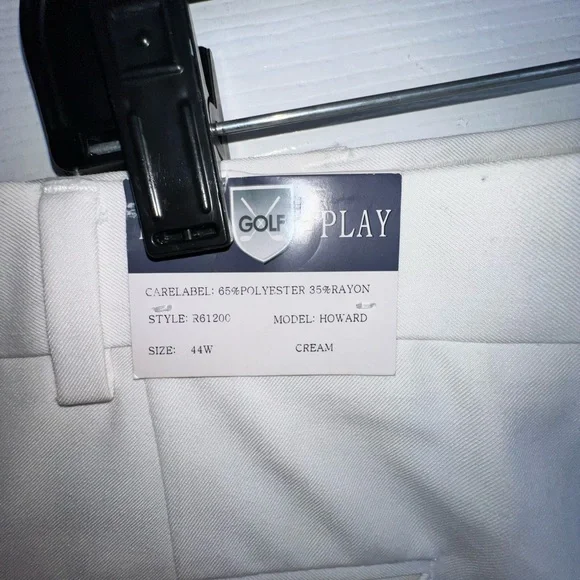 GOLF
PLAY
CARELABEL: 65%POLYESTER 35%RAYON
STYLE: R61200 MODEL: HOWARD
SIZE: 44W CREAM